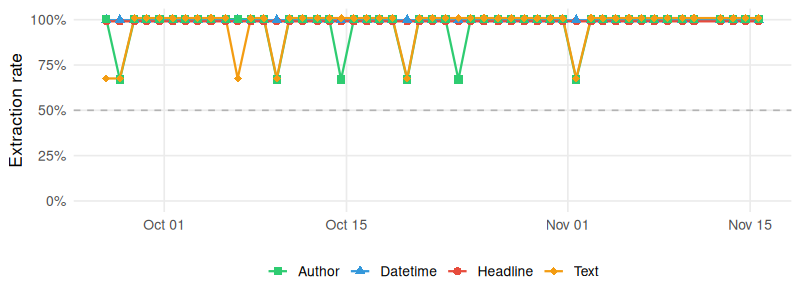 Extraction rate
100%
75%
50%
25%
0%
Oct 01
Oct 15
Nov 01
Nov 15
Author
Datetime
Headline
Text